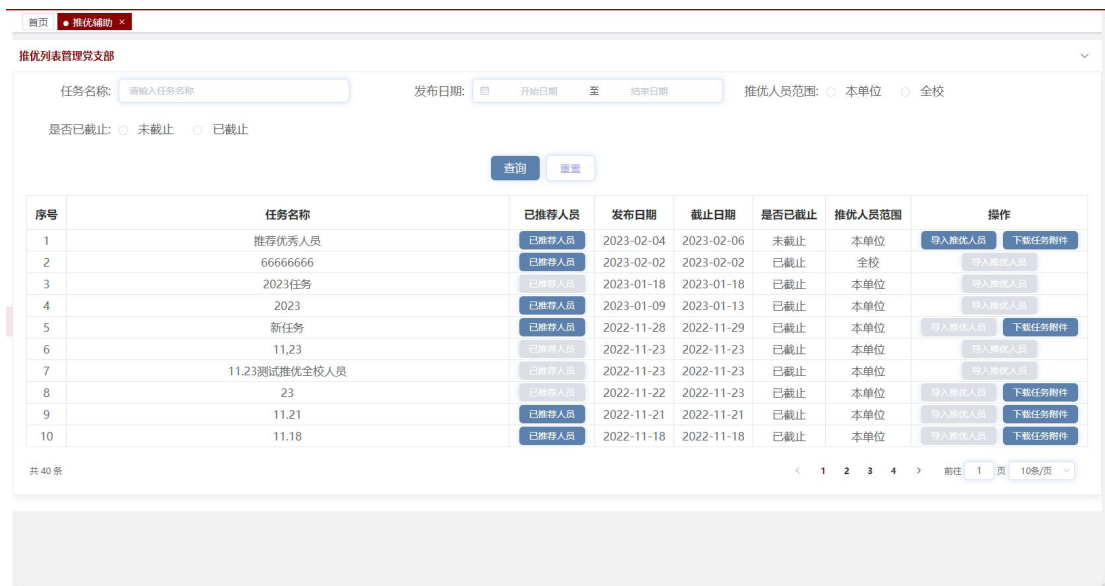 首页 ● 推优辅助 ×
推优列表管理党支部
任务名称: 请输入任务名称 发布日期: 开始日期 至 结束日期 推优人员范围: 本单位 全校
是否已截止: 未截止 已截止
查询 重置
序号 任务名称 已推荐人员 发布日期 截止日期 是否已截止 推优人员范围 操作
1 推荐优秀人员 已推荐人员 2023-02-04 2023-02-06 未截止 本单位 导入推优人员 下载任务附件
2 66666666 已推荐人员 2023-02-02 2023-02-02 已截止 全校 导入推优人员
3 2023任务 已推荐人员 2023-01-18 2023-01-18 已截止 本单位 导入推优人员
4 2023 已推荐人员 2023-01-09 2023-01-13 已截止 本单位 导入推优人员
5 新任务 已推荐人员 2022-11-28 2022-11-29 已截止 本单位 导入推优人员 下载任务附件
6 11,23 已推荐人员 2022-11-23 2022-11-23 已截止 本单位 导入推优人员
7 11.23测试推优全校人员 已推荐人员 2022-11-23 2022-11-23 已截止 本单位 导入推优人员
8 23 已推荐人员 2022-11-22 2022-11-23 已截止 本单位 导入推优人员 下载任务附件
9 11.21 已推荐人员 2022-11-21 2022-11-21 已截止 本单位 导入推优人员 下载任务附件
10 11.18 已推荐人员 2022-11-18 2022-11-18 已截止 本单位 导入推优人员 下载任务附件
共 40 条 < 1 2 3 4 > 前往 1 页 10条/页